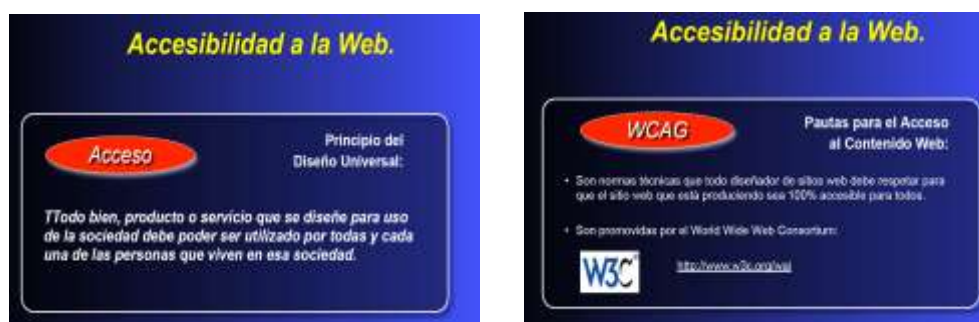 Accesibilidad a la Web.
Acceso
Principio del
Diseño Universal:
TTodo bien, producto o servicio que se diseñe para uso
de la sociedad debe poder ser utilizado por todas y cada
una de las personas que viven en esa sociedad.
Accesibilidad a la Web.
WCAG
Pautas para el Acceso
al Contenido Web:
• Son normas técnicas que todo diseñador de sitios web debe respetar para
que el sitio web que está produciendo sea 100% accesible para todos.
• Son promovidas por el World Wide Web Consortium:
W3C
http://www.w3c.org/wai